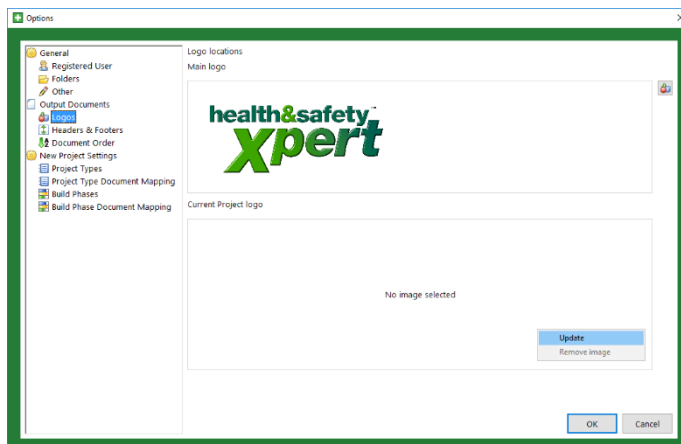 Options
General
Registered User
Folders
Other
Output Documents
Logos
Headers & Footers
Document Order
New Project Settings
Project Types
Project Type Document Mapping
Build Phases
Build Phase Document Mapping
Logo locations
Main logo
health&safety™
xpert
Current Project logo
No image selected
Update
Remove image
OK
Cancel